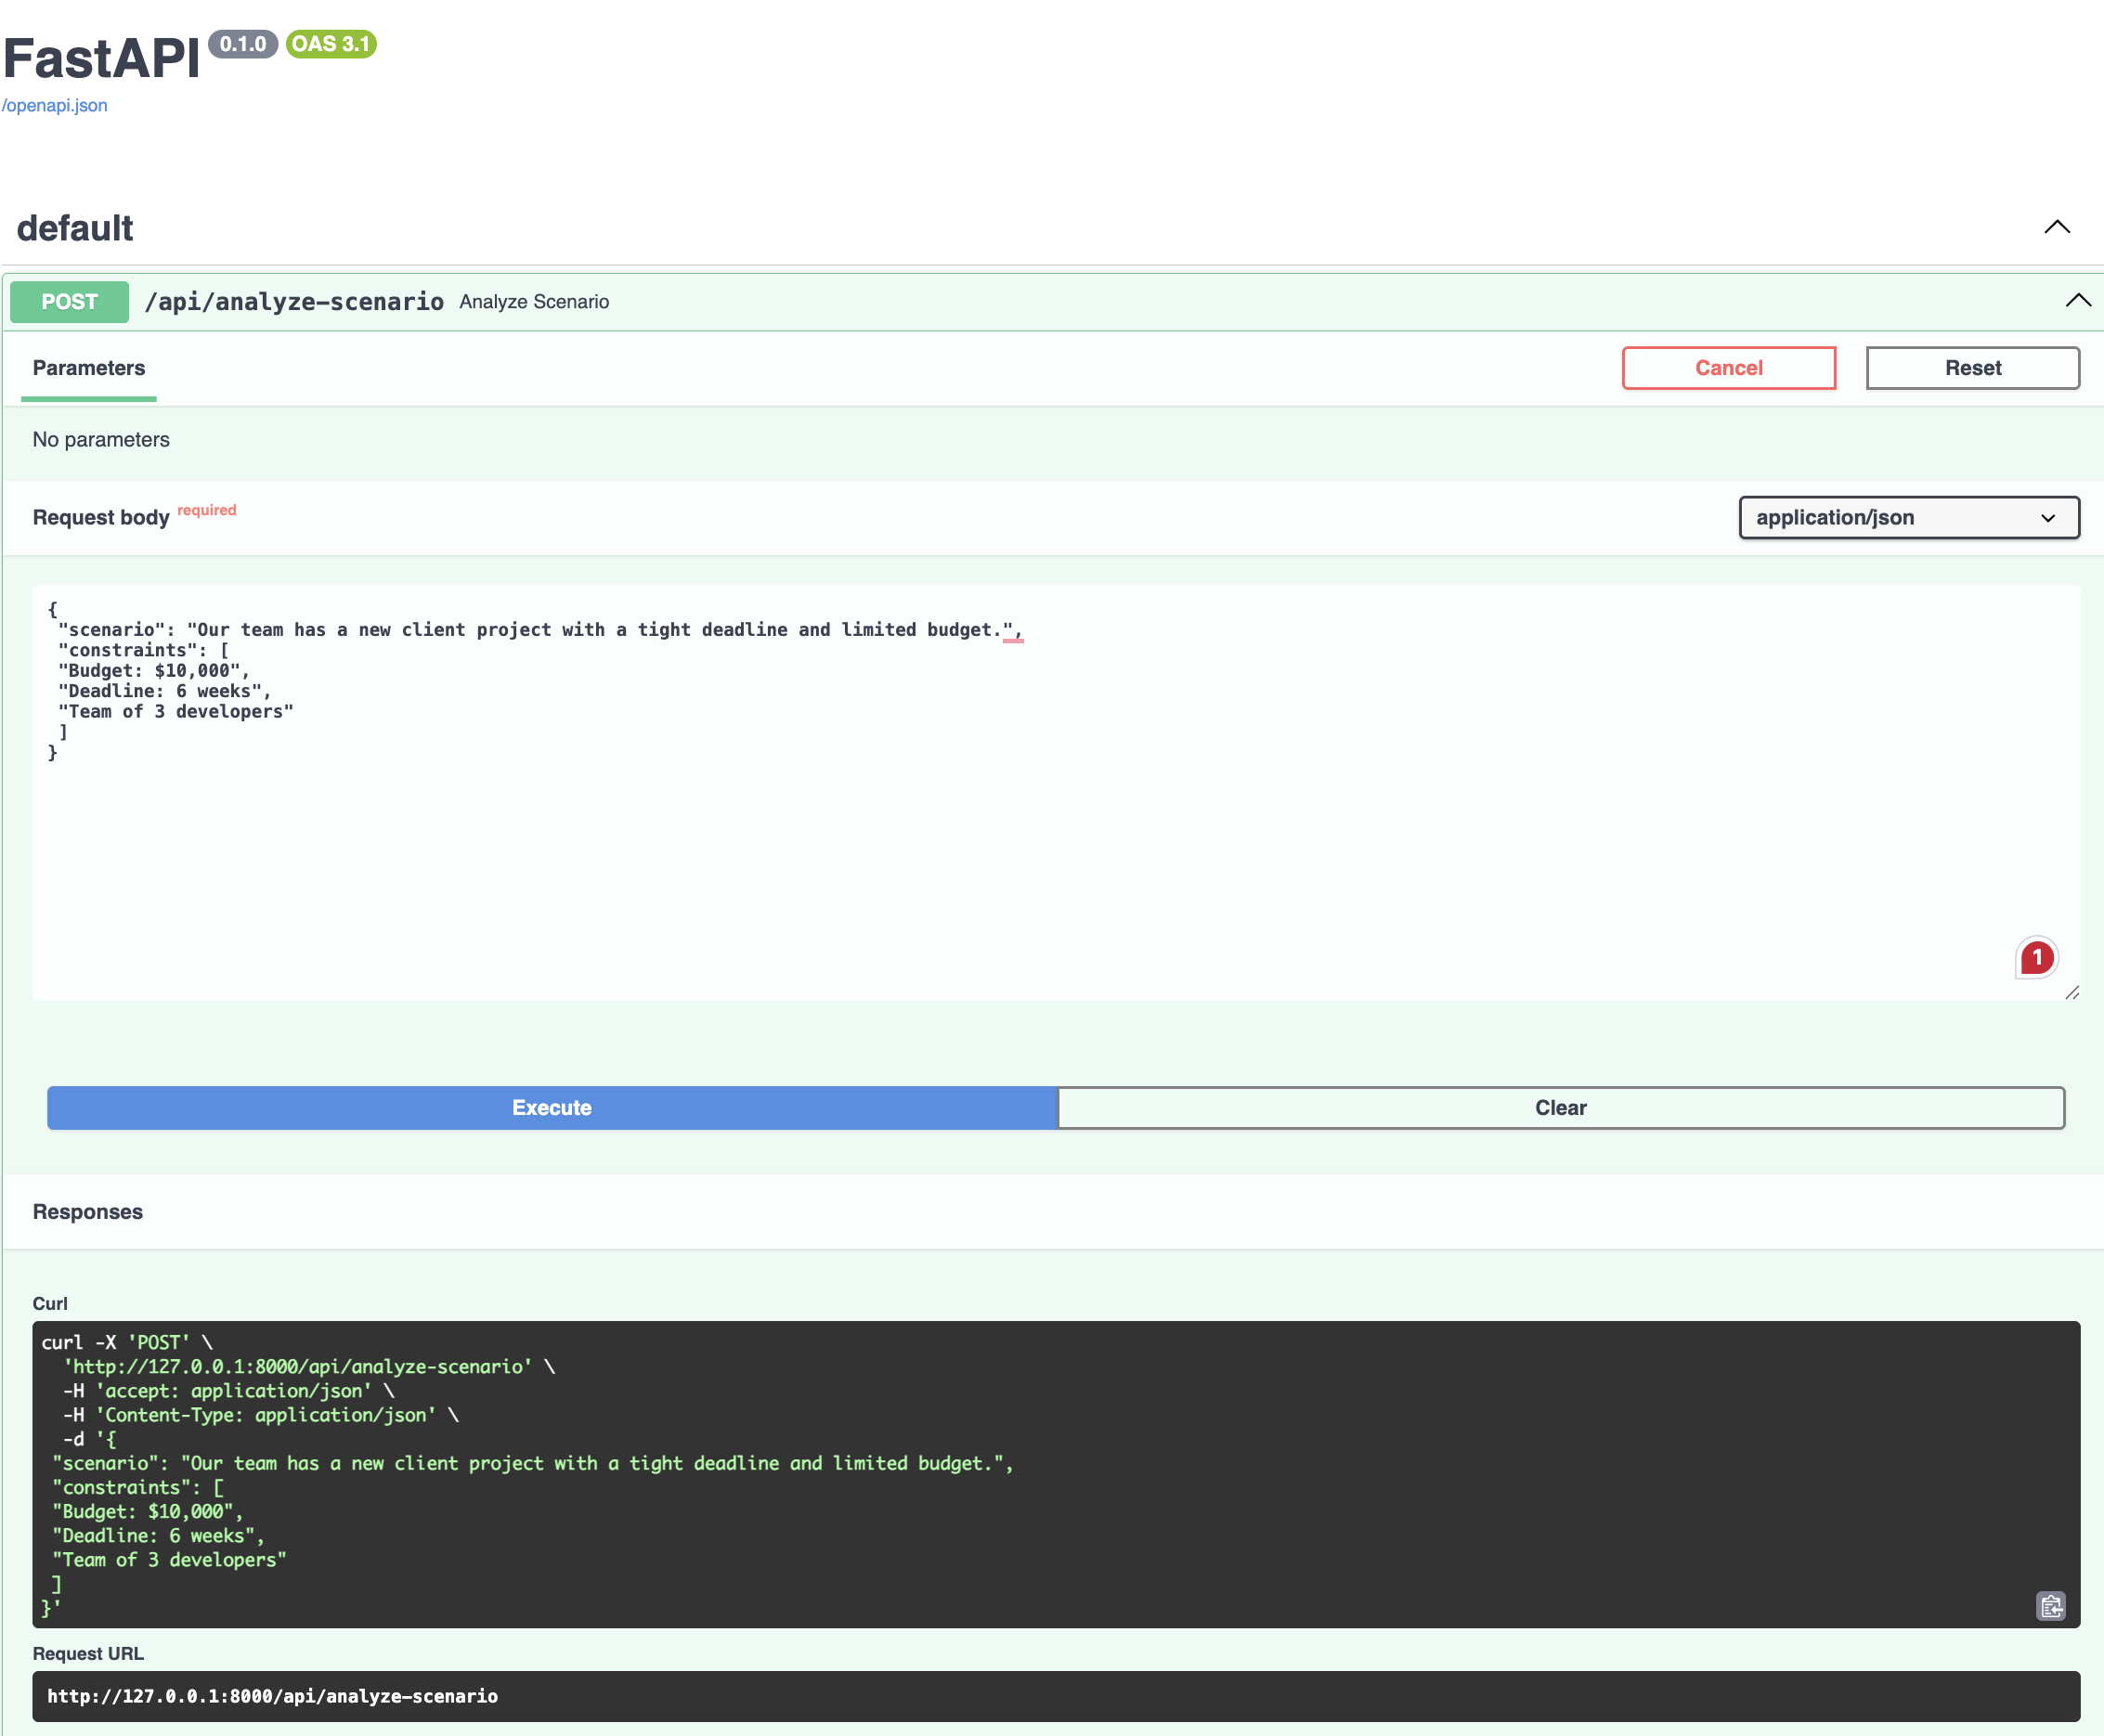 FastAPI 0.1.0 OAS 3.1
/openapi.json
default
POST /api/analyze-scenario Analyze Scenario
Parameters Cancel Reset
No parameters
Request body required application/json
{
"scenario": "Our team has a new client project with a tight deadline and limited budget.",
"constraints": [
"Budget: $10,000",
"Deadline: 6 weeks",
"Team of 3 developers"
]
}
1
Execute Clear
Responses
Curl
curl -X 'POST' \
'http://127.0.0.1:8000/api/analyze-scenario' \
-H 'accept: application/json' \
-H 'Content-Type: application/json' \
-d '{
"scenario": "Our team has a new client project with a tight deadline and limited budget.",
"constraints": [
"Budget: $10,000",
"Deadline: 6 weeks",
"Team of 3 developers"
]
}'
Request URL
http://127.0.0.1:8000/api/analyze-scenario